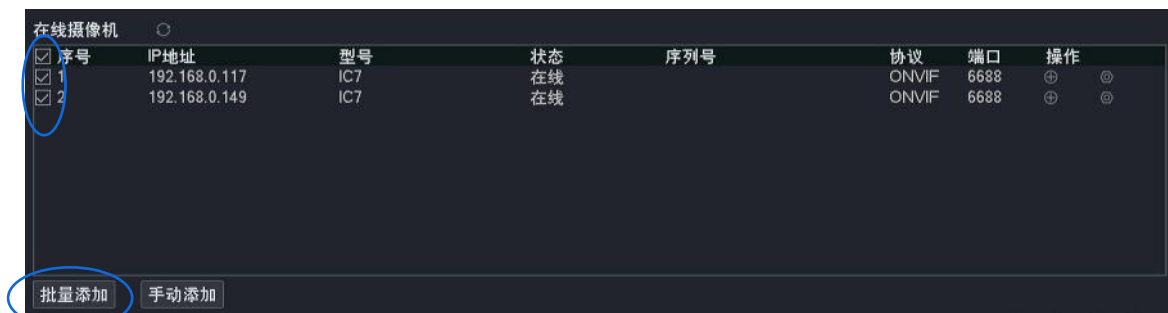 在线摄像机
序号 IP地址 型号 状态 序列号 协议 端口 操作
1 192.168.0.117 IC7 在线 ONVIF 6688
2 192.168.0.149 IC7 在线 ONVIF 6688
批量添加 手动添加